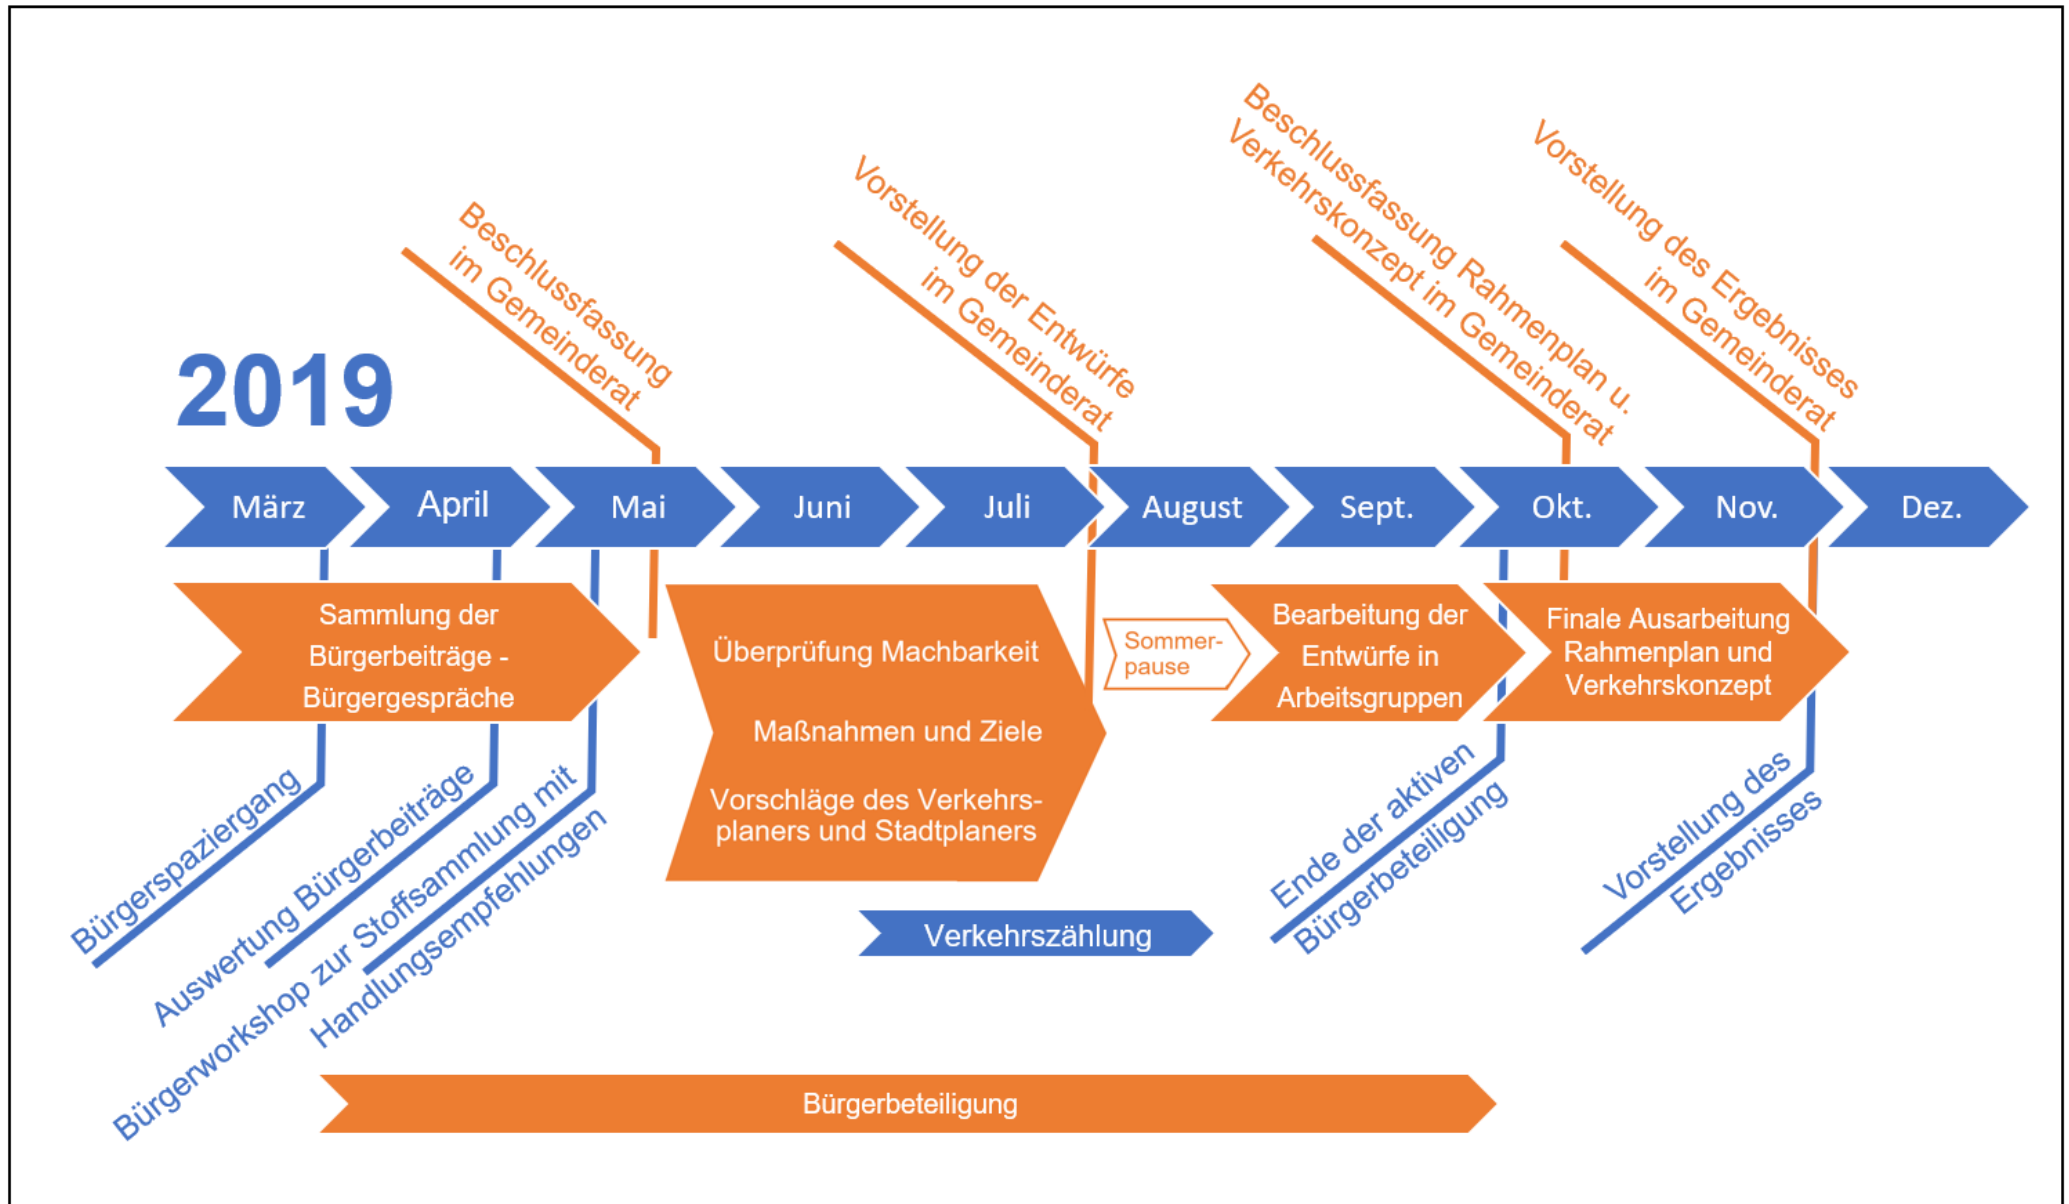 Beschlussfassung
im Gemeinderat
Vorstellung der Entwürfe
im Gemeinderat
Beschlussfassung Rahmenplan u.
Verkehrskonzept im Gemeinderat
Vorstellung des Ergebnisses
im Gemeinderat
2019
März
April
Mai
Juni
Juli
August
Sept.
Okt.
Nov.
Dez.
Sammlung der
Bürgerbeiträge -
Bürgergespräche
Überprüfung Machbarkeit
Maßnahmen und Ziele
Vorschläge des Verkehrs-
planers und Stadtplaners
Sommer-
pause
Bearbeitung der
Entwürfe in
Arbeitsgruppen
Finale Ausarbeitung
Rahmenplan und
Verkehrskonzept
Bürgerspaziergang
Auswertung Bürgerbeiträge
Bürgerworkshop zur Stoffsammlung mit
Handlungsempfehlungen
Verkehrszählung
Ende der aktiven
Bürgerbeteiligung
Vorstellung des
Ergebnisses
Bürgerbeteiligung